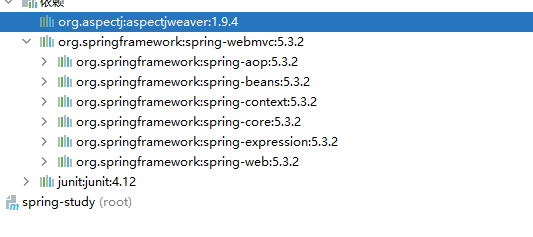 依赖
org.aspectj:aspectjweaver:1.9.4
org.springframework:spring-webmvc:5.3.2
org.springframework:spring-aop:5.3.2
org.springframework:spring-beans:5.3.2
org.springframework:spring-context:5.3.2
org.springframework:spring-core:5.3.2
org.springframework:spring-expression:5.3.2
org.springframework:spring-web:5.3.2
junit:junit:4.12
spring-study (root)